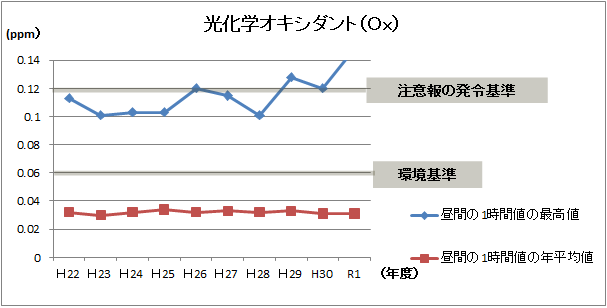 光化学オキシダント(Ox)
(ppm)
0.14
0.12
0.1
0.08
0.06
0.04
0.02
0
注意報の発令基準
環境基準
昼間の1時間値の最高値
昼間の1時間値の年平均値
H22 H23 H24 H25 H26 H27 H28 H29 H30 R1 (年度)